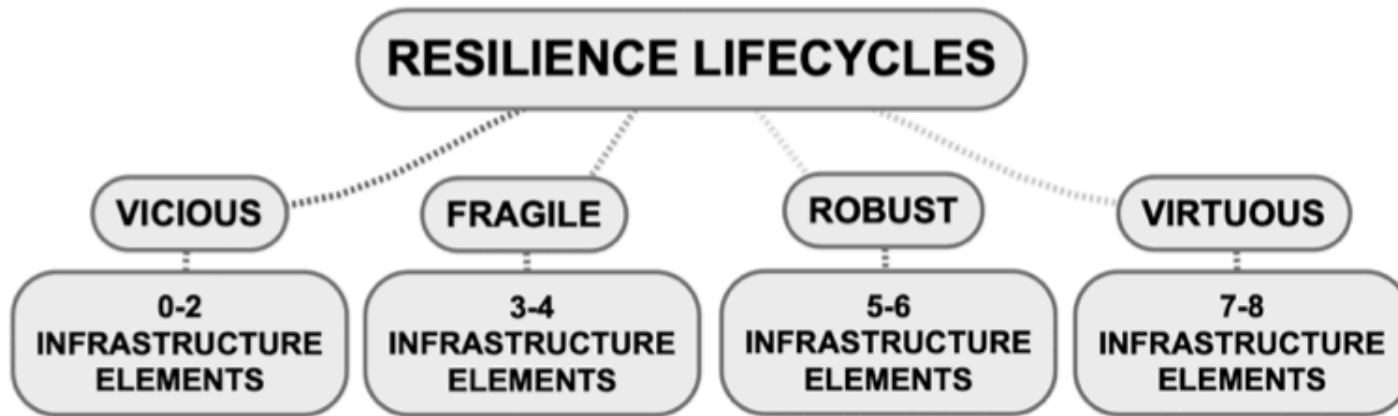 RESILIENCE LIFECYCLES
VICIOUS
FRAGILE
ROBUST
VIRTUOUS
0-2
INFRASTRUCTURE
ELEMENTS
3-4
INFRASTRUCTURE
ELEMENTS
5-6
INFRASTRUCTURE
ELEMENTS
7-8
INFRASTRUCTURE
ELEMENTS